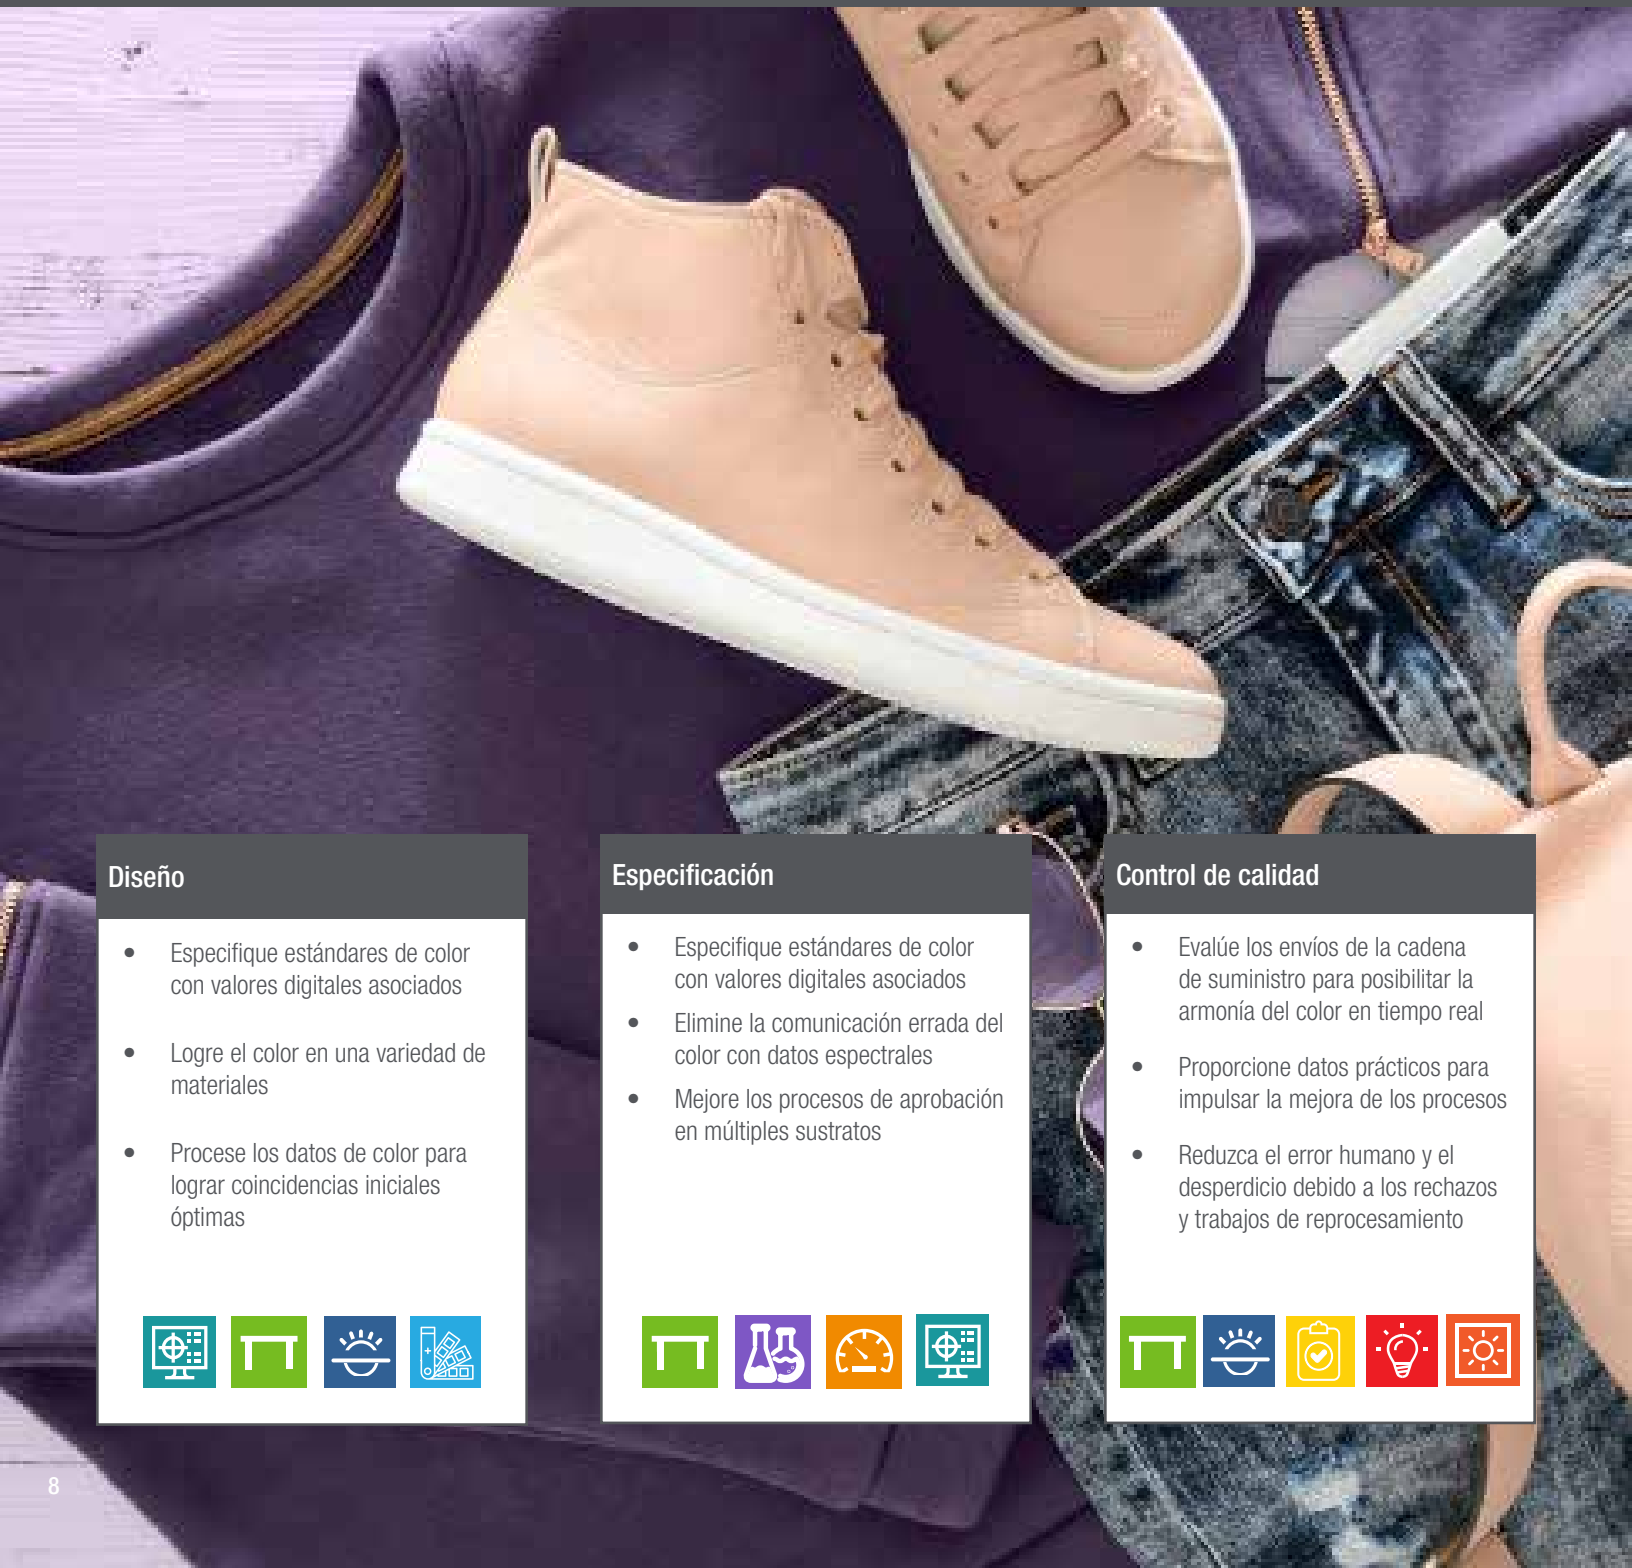 Diseño
• Especifique estándares de color
con valores digitales asociados
• Logre el color en una variedad de
materiales
• Procese los datos de color para
lograr coincidencias iniciales
óptimas
Especificación
• Especifique estándares de color
con valores digitales asociados
• Elimine la comunicación errada del
color con datos espectrales
• Mejore los procesos de aprobación
en múltiples sustratos
Control de calidad
• Evalúe los envíos de la cadena
de suministro para posibilitar la
armonía del color en tiempo real
• Proporcione datos prácticos para
impulsar la mejora de los procesos
• Reduzca el error humano y el
desperdicio debido a los rechazos
y trabajos de reprocesamiento
8